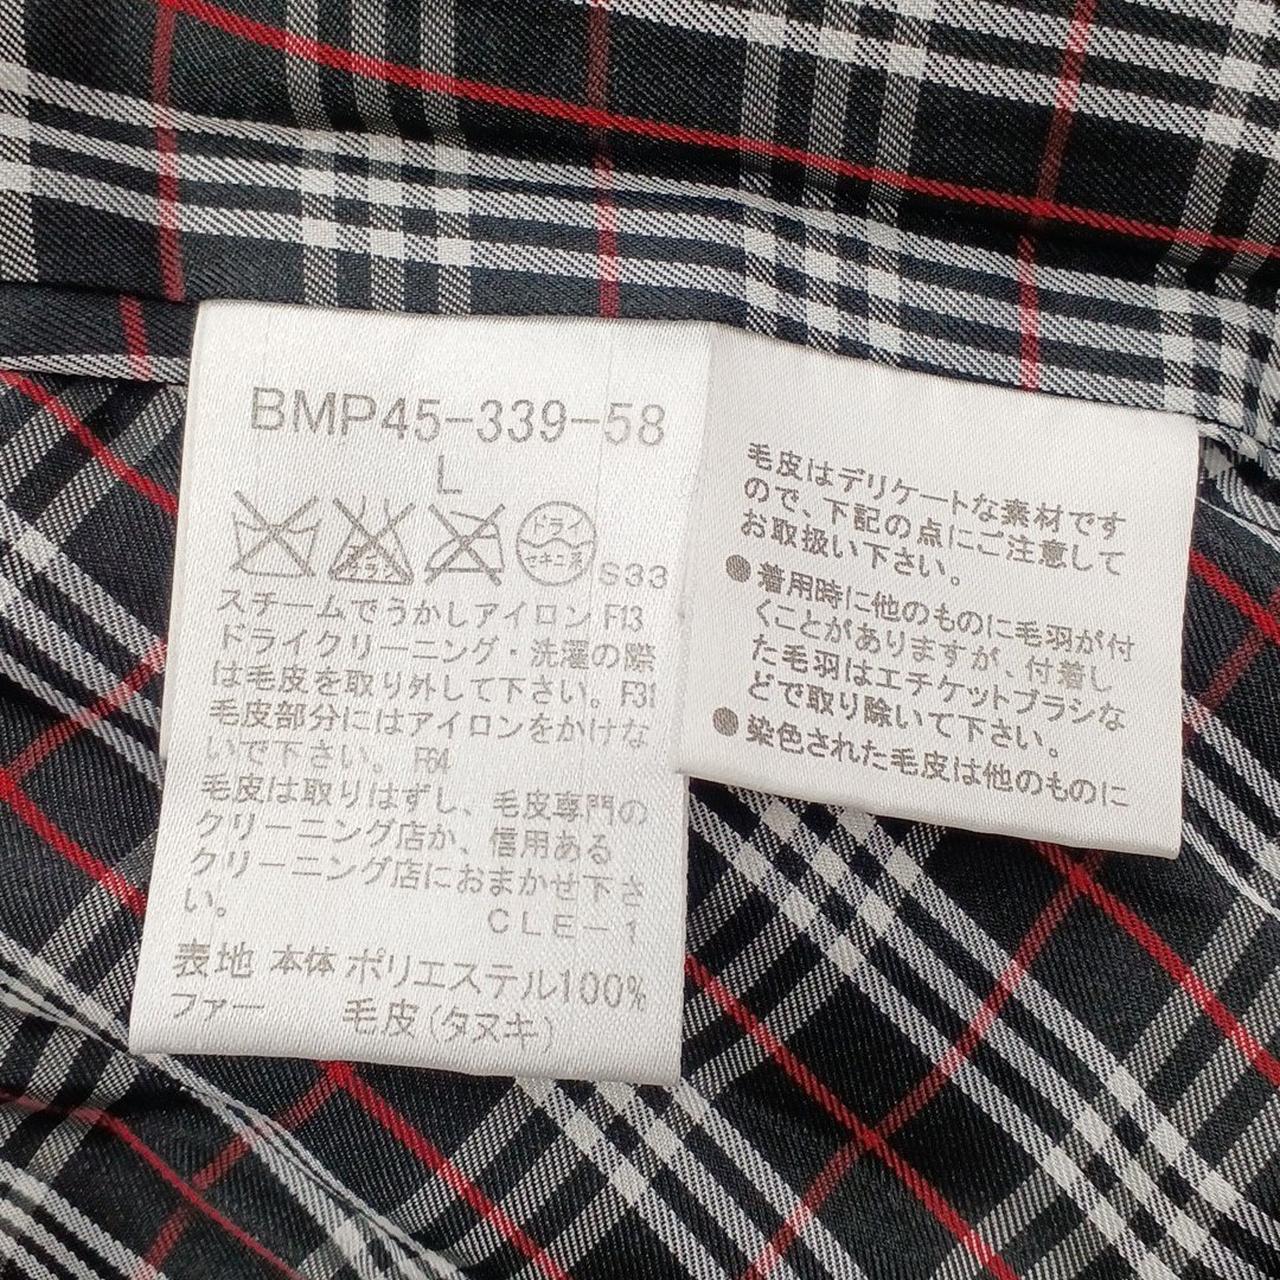 BMP45-339-58
L
エンソ
サラシ
ドライ
セキユ系
S33
スチームでうかしアイロン F13
ドライクリーニング・洗濯の際
は毛皮を取り外して下さい。F31
毛皮部分にはアイロンをかけな
いで下さい。F64
毛皮は取りはずし、毛皮専門の
クリーニング店か、信用ある
クリーニング店におまかせ下さ
い。 CLE-1
表地 本体 ポリエステル100%
ファー 毛皮(タヌキ)
毛皮はデリケートな素材です
ので、下記の点にご注意して
お取扱い下さい。
●着用時に他のものに毛羽が付
くことがありますが、付着し
た毛羽はエチケットブラシな
どで取り除いて下さい。
●染色された毛皮は他のものに